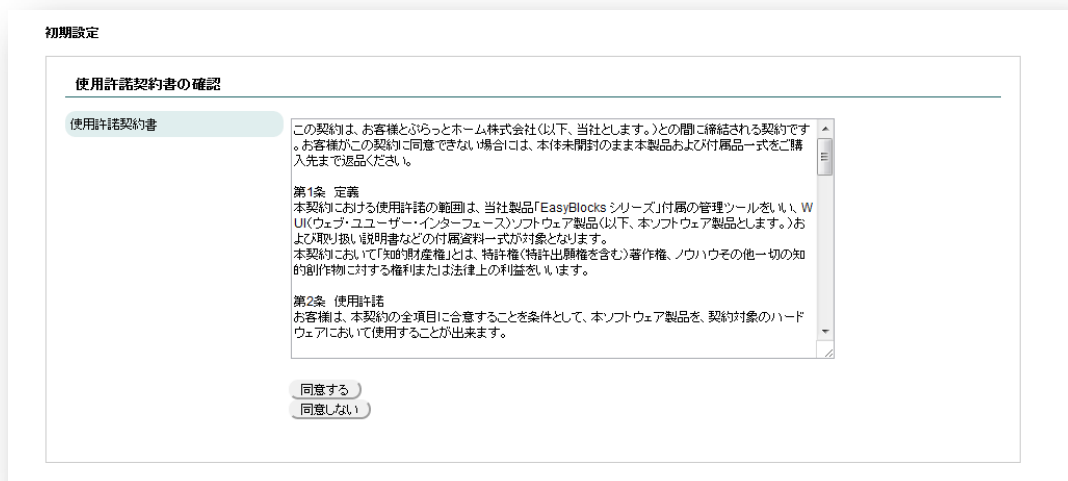 初期設定
使用許諾契約書の確認
使用許諾契約書
この契約は、お客様とぷらっとホーム株式会社(以下、当社とします。)との間に締結される契約です
。お客様がこの契約に同意できない場合には、本体未開封のまま本製品および付属品一式をご購
入先まで返品ください。
第1条 定義
本契約における使用許諾の範囲は、当社製品「EasyBlocks シリーズ」付属の管理ツールをいい、W
UI(ウェブ・ユユーザー・インターフェース)ソフトウェア製品(以下、本ソフトウェア製品とします。)お
よび取り扱い説明書などの付属資料一式が対象となります。
本契約において「知的財産権」とは、特許権(特許出願権を含む)著作権、ノウハウその他一切の知
的創作物に対する権利または法律上の利益をいいます。
第2条 使用許諾
お客様は、本契約の全項目に合意することを条件として、本ソフトウェア製品を、契約対象のハード
ウェアにおいて使用することが出来ます。
同意する
同意しない